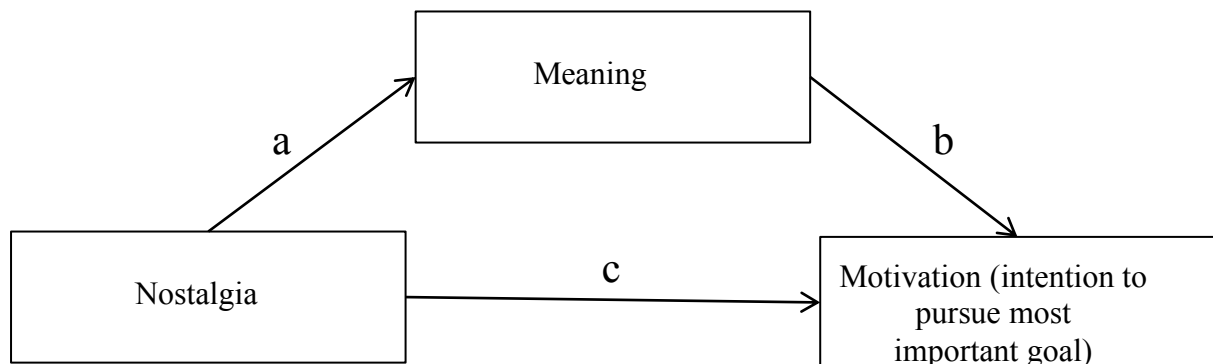 Meaning
a
b
Nostalgia
c
Motivation (intention to
pursue most
important goal)